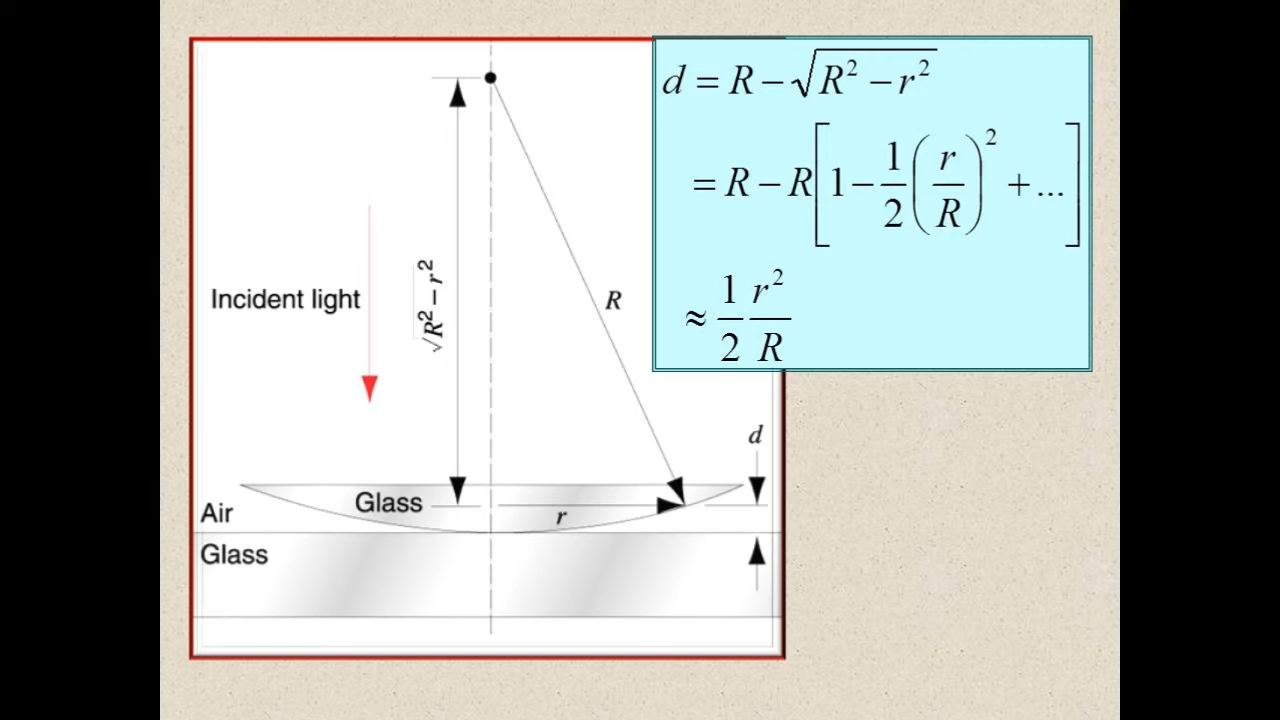 d = R − √(R² − r²)
= R − R[1 − 1/2 (r/R)² + ...]
≈ 1/2 r²/R
Incident light
√R² − r²
R
d
Glass
r
Air
Glass